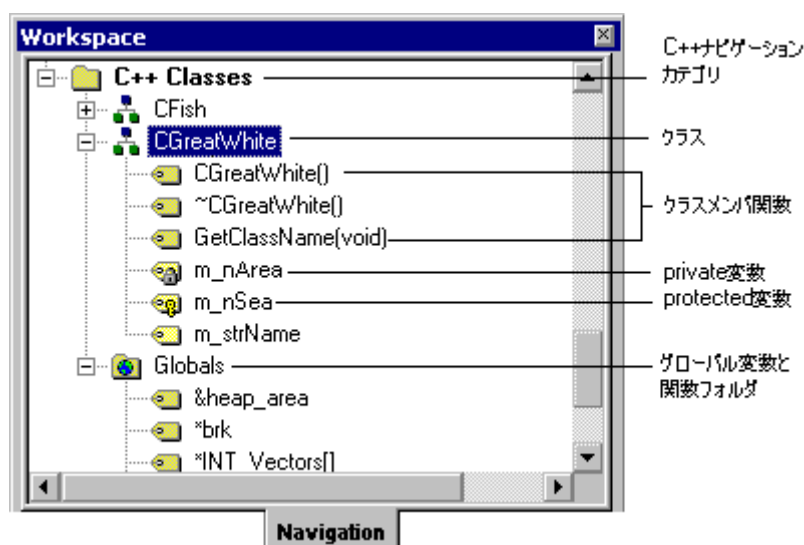 Workspace
C++ Classes
CFish
CGreatWhite
CGreatWhite()
~CGreatWhite()
GetClassName(void)
m_nArea
m_nSea
m_strName
Globals
&heap_area
*brk
*INT_Vectors[]
Navigation
C++ナビゲーション
カテゴリ
クラス
クラスメンバ関数
private変数
protected変数
グローバル変数と
関数フォルダ